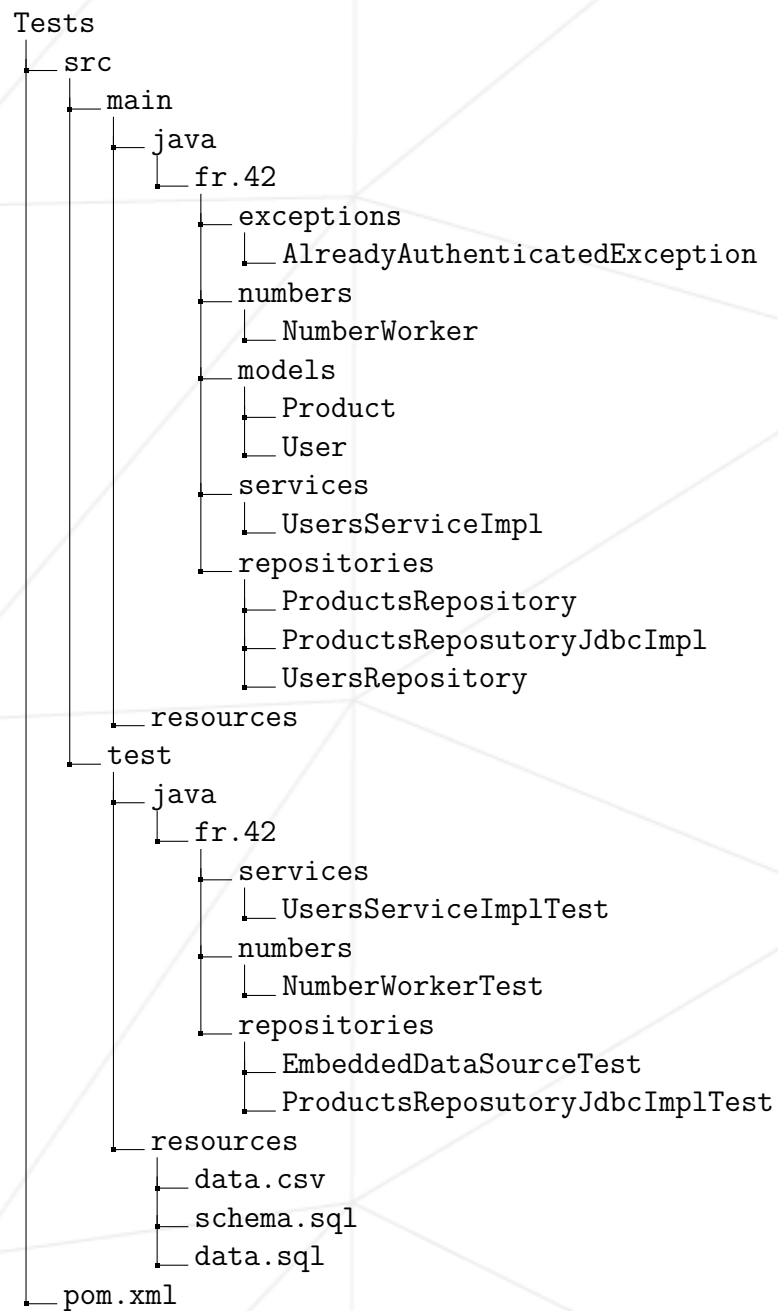 Tests
src
main
java
fr.42
exceptions
AlreadyAuthenticatedException
numbers
NumberWorker
models
Product
User
services
UsersServiceImpl
repositories
ProductsRepository
ProductsReposutoryJdbcImpl
UsersRepository
resources
test
java
fr.42
services
UsersServiceImplTest
numbers
NumberWorkerTest
repositories
EmbeddedDataSourceTest
ProductsReposutoryJdbcImplTest
resources
data.csv
schema.sql
data.sql
pom.xml